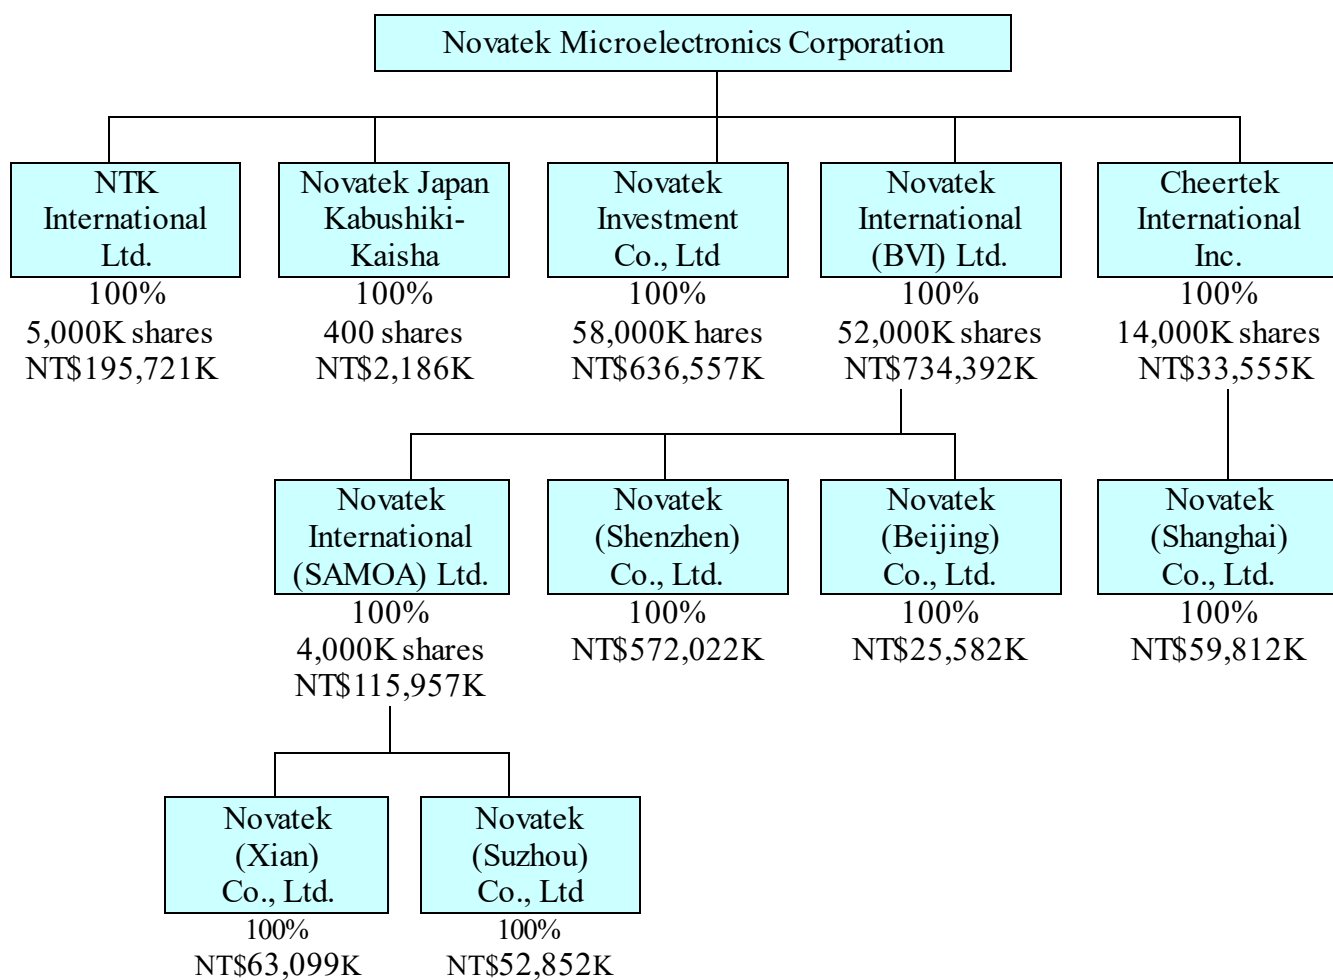 Novatek Microelectronics Corporation
NTK
International
Ltd.
100%
5,000K shares
NT$195,721K
Novatek Japan
Kabushiki-
Kaisha
100%
400 shares
NT$2,186K
Novatek
Investment
Co., Ltd
100%
58,000K hares
NT$636,557K
Novatek
International
(BVI) Ltd.
100%
52,000K shares
NT$734,392K
Cheertek
International
Inc.
100%
14,000K shares
NT$33,555K
Novatek
International
(SAMOA) Ltd.
100%
4,000K shares
NT$115,957K
Novatek
(Shenzhen)
Co., Ltd.
100%
NT$572,022K
Novatek
(Beijing)
Co., Ltd.
100%
NT$25,582K
Novatek
(Shanghai)
Co., Ltd.
100%
NT$59,812K
Novatek
(Xian)
Co., Ltd.
100%
NT$63,099K
Novatek
(Suzhou)
Co., Ltd
100%
NT$52,852K